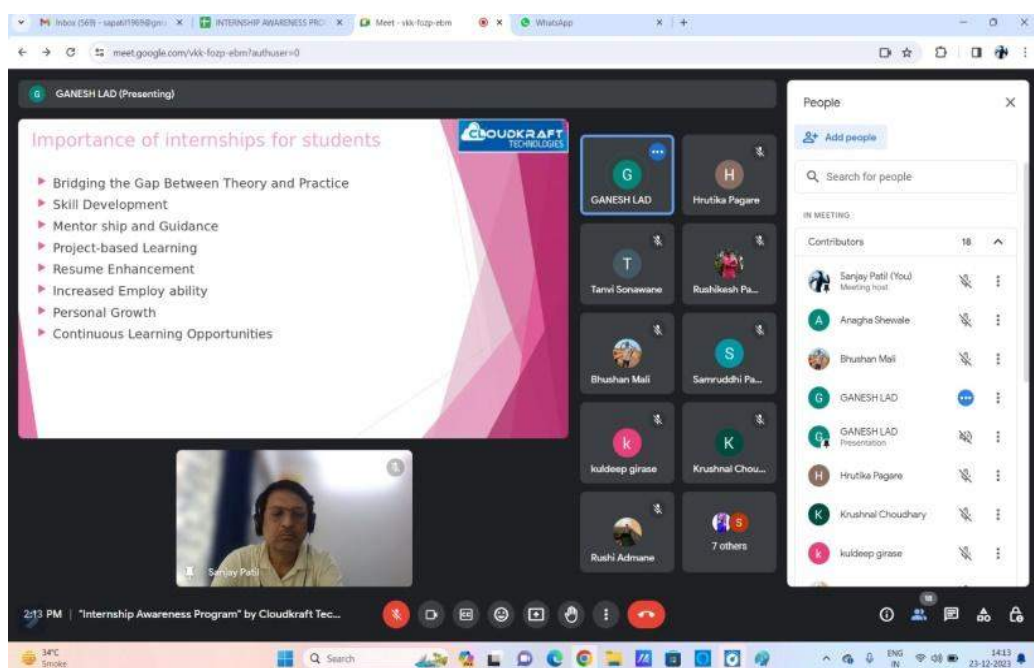 Inbox (569) - sapatil1969@gm
INTERNSHIP AWARENESS PRO
Meet - vkk-fozp-ebm
WhatsApp
meet.google.com/vkk-fozp-ebm?authuser=0
G GANESH LAD (Presenting)
Importance of internships for students
CLOUDKRAFT
TECHNOLOGIES
Bridging the Gap Between Theory and Practice
Skill Development
Mentor ship and Guidance
Project-based Learning
Resume Enhancement
Increased Employ ability
Personal Growth
Continuous Learning Opportunities
Sanjay Patil
G
GANESH LAD
H
Hrutika Pagare
T
Tanvi Sonawane
Rushikesh Pa...
Bhushan Mali
S
Samruddhi Pa...
k
kuldeep girase
K
Krushnal Chou...
Rushi Admane
S
7 others
People
Add people
Search for people
IN MEETING
Contributors 18
Sanjay Patil (You)
Meeting host
A Anagha Shewale
Bhushan Mali
G GANESH LAD
G GANESH LAD
Presentation
H Hrutika Pagare
K Krushnal Choudhary
k kuldeep girase
2:13 PM | "Internship Awareness Program" by Cloudkraft Tec...
18
34°C
Smoke
Search
ENG
IN
14:13
23-12-2023